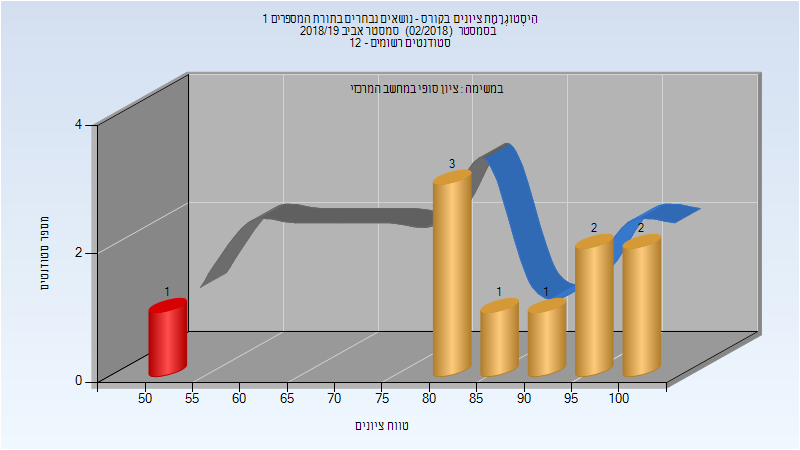 היסטוגרמת ציונים בקורס - נושאים נבחרים בתורת המספרים 1
בסמסטר (02/2018) סמסטר אביב 2018/19
סטודנטים רשומים - 12
במשימה : ציון סופי במחשב המרכזי
מספר סטודנטים
4
2
0
1
3
1
1
2
2
50 55 60 65 70 75 80 85 90 95 100
טווח ציונים